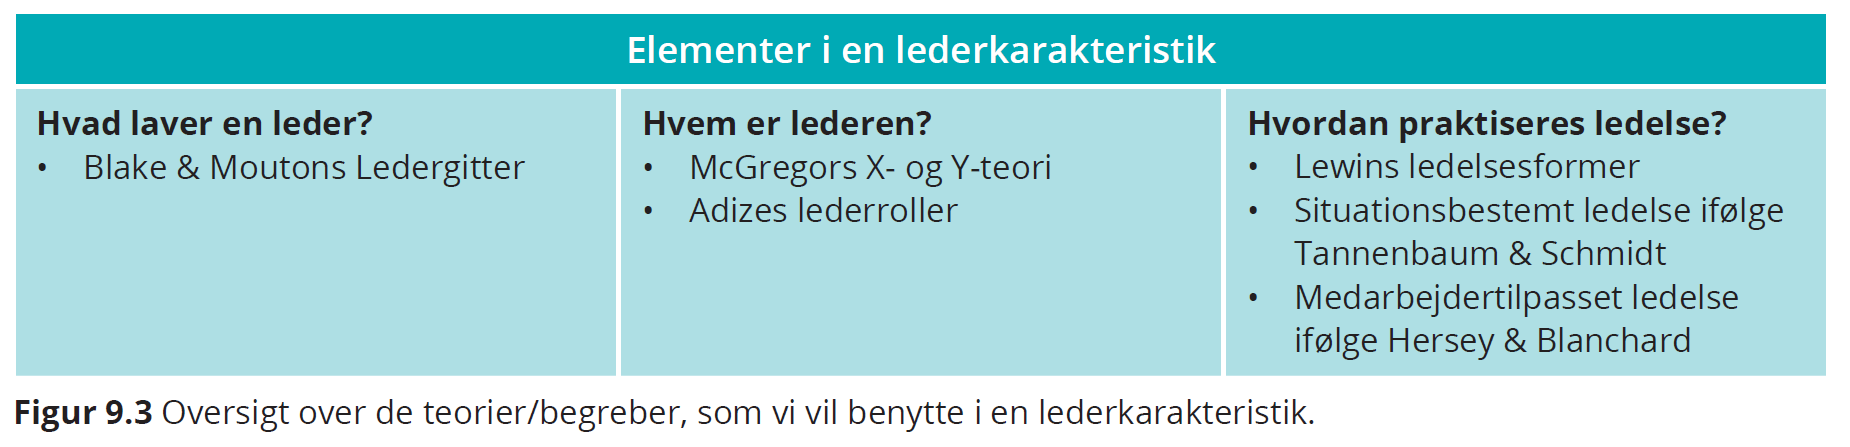 Elementer i en lederkarakteristik
Hvad laver en leder?
• Blake & Moutons Ledergitter
Hvem er lederen?
• McGregors X- og Y-teori
• Adizes lederroller
Hvordan praktiseres ledelse?
• Lewins ledelsesformer
• Situationsbestemt ledelse ifølge
Tannenbaum & Schmidt
• Medarbejdertilpasset ledelse
ifølge Hersey & Blanchard
Figur 9.3 Oversigt over de teorier/begreber, som vi vil benytte i en lederkarakteristik.